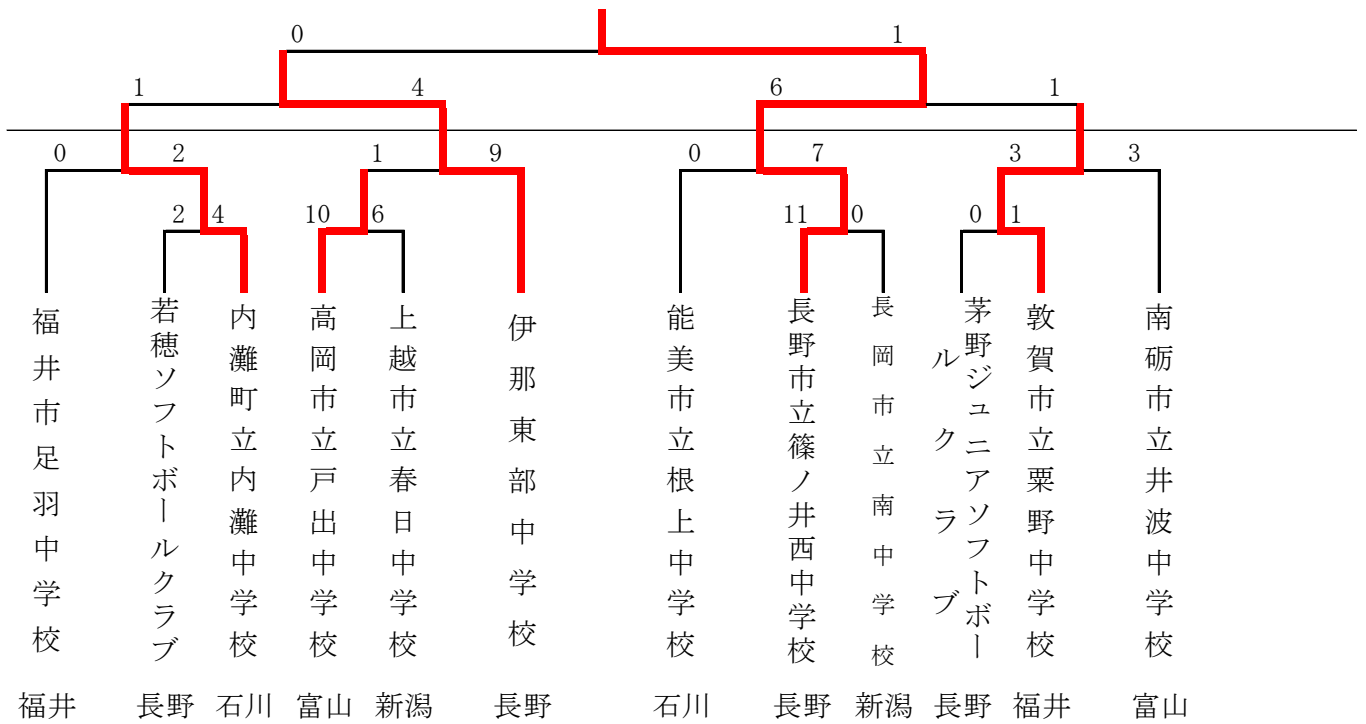 0 1
1 4 6 1
0 2 1 9 0 7 3 3
2 4 10 6 11 0 0 1
福井市足羽中学校
若穂ソフトボールクラブ
内灘町立内灘中学校
高岡市立戸出中学校
上越市立春日中学校
伊那東部中学校
能美市立根上中学校
長野市立篠ノ井西中学校
長岡市立南中学校
茅野ジュニアソフトボー
ルクラブ
敦賀市立粟野中学校
南砺市立井波中学校
福井 長野 石川 富山 新潟 長野 石川 長野 新潟 長野 福井 富山